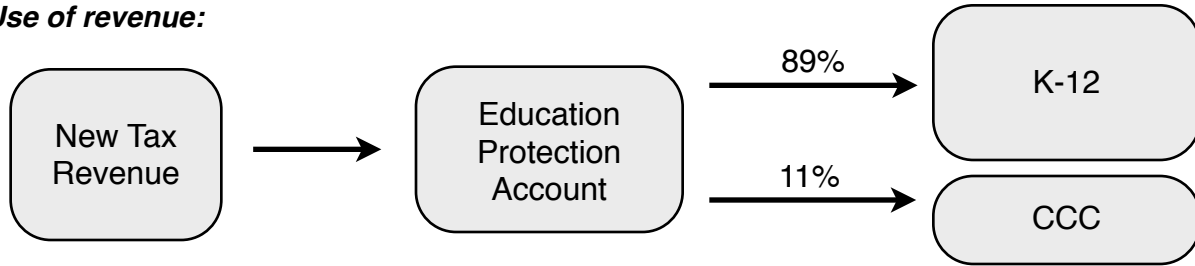 Use of revenue:
New Tax
Revenue
Education
Protection
Account
89%
K-12
11%
CCC